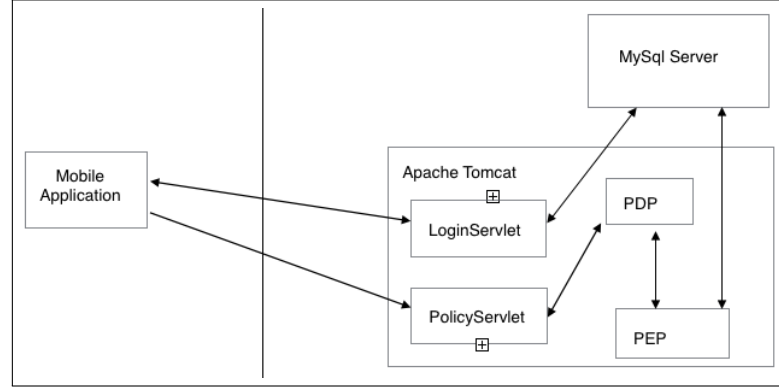 MySql Server
Apache Tomcat
Mobile
Application
LoginServlet
PDP
PolicyServlet
PEP